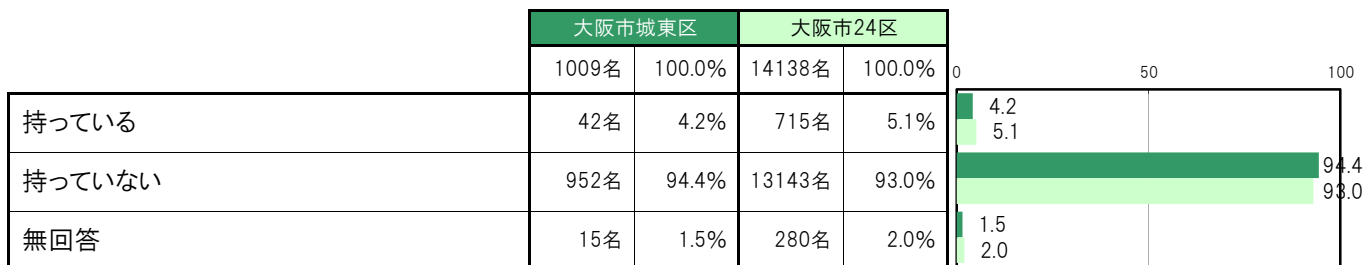 大阪市城東区 大阪市24区
1009名 100.0% 14138名 100.0% 0 50 100
持っている 42名 4.2% 715名 5.1% 4.2
5.1
持っていない 952名 94.4% 13143名 93.0% 94.4
93.0
無回答 15名 1.5% 280名 2.0% 1.5
2.0